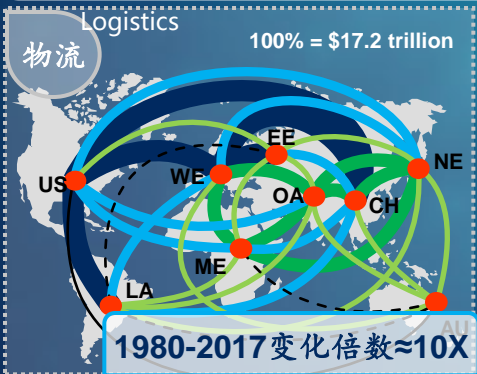 Logistics
物流
100% = $17.2 trillion
EE
NE
US
WE
OA
CH
ME
LA
AU
1980-2017变化倍数≈10X